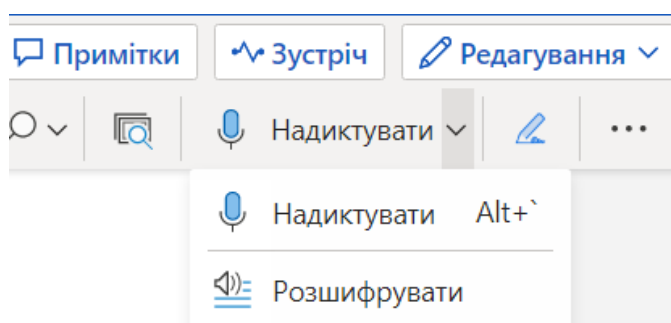 Примітки Зустріч Редагування
Надиктувати
Надиктувати Alt+`
Розшифрувати